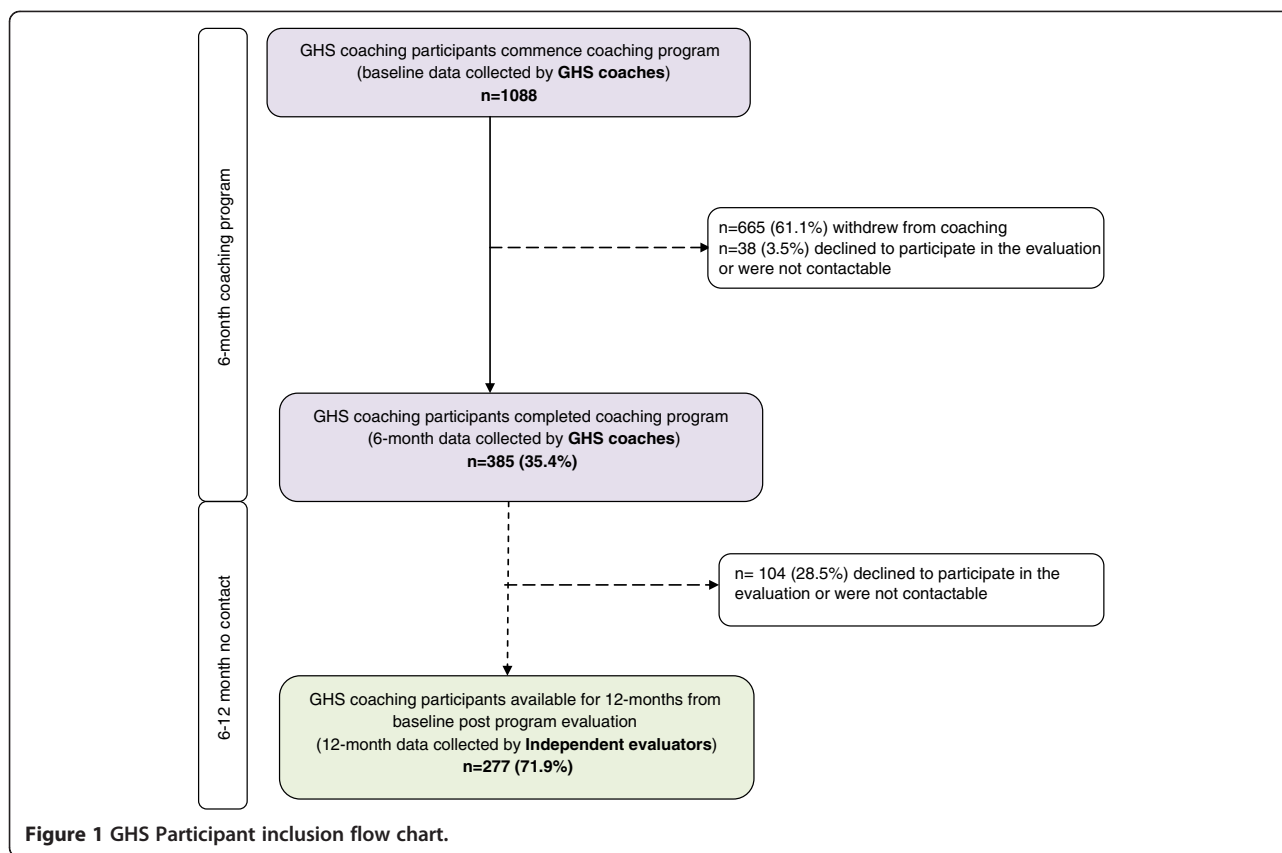 GHS coaching participants commence coaching program
(baseline data collected by GHS coaches)
n=1088
6-month coaching program
n=665 (61.1%) withdrew from coaching
n=38 (3.5%) declined to participate in the evaluation
or were not contactable
GHS coaching participants completed coaching program
(6-month data collected by GHS coaches)
n=385 (35.4%)
6-12 month no contact
n= 104 (28.5%) declined to participate in the
evaluation or were not contactable
GHS coaching participants available for 12-months from
baseline post program evaluation
(12-month data collected by Independent evaluators)
n=277 (71.9%)
Figure 1 GHS Participant inclusion flow chart.